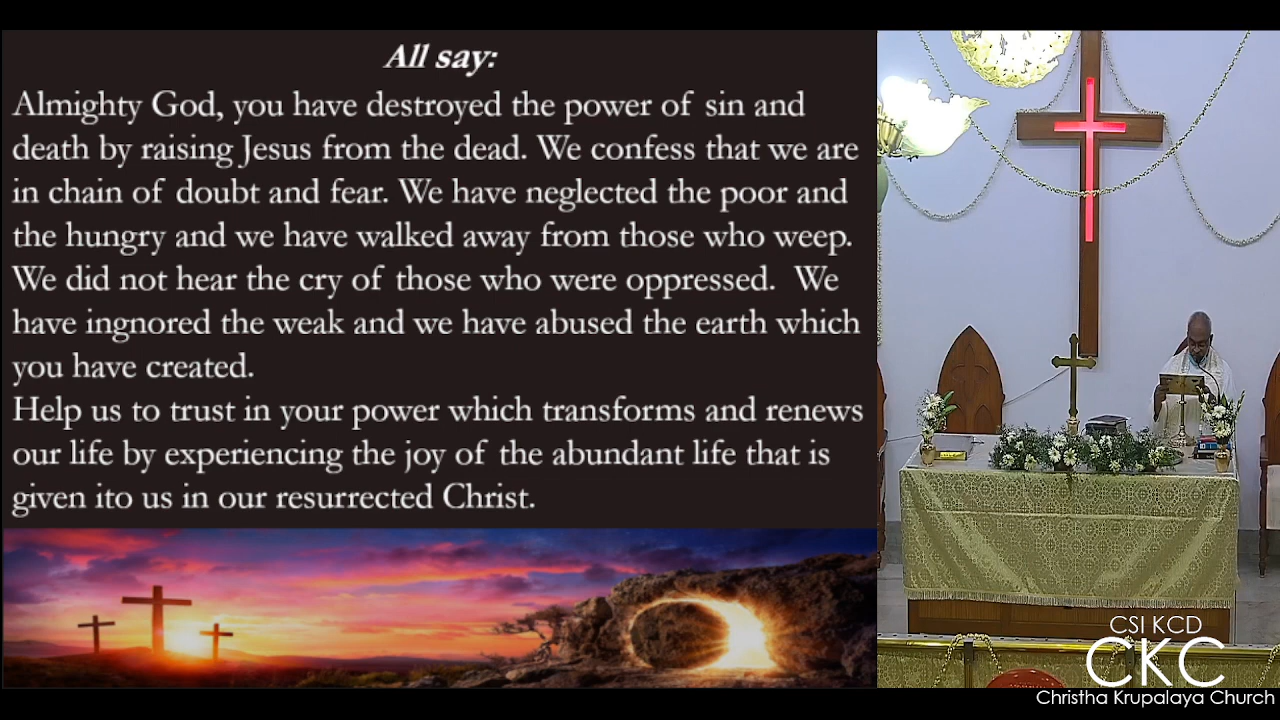 All say:
Almighty God, you have destroyed the power of sin and
death by raising Jesus from the dead. We confess that we are
in chain of doubt and fear. We have neglected the poor and
the hungry and we have walked away from those who weep.
We did not hear the cry of those who were oppressed. We
have ingnored the weak and we have abused the earth which
you have created.
Help us to trust in your power which transforms and renews
our life by experiencing the joy of the abundant life that is
given ito us in our resurrected Christ.
CSI KCD
CKC
Christha Krupalaya Church